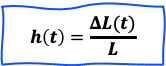 h(t) = ΔL(t)/L